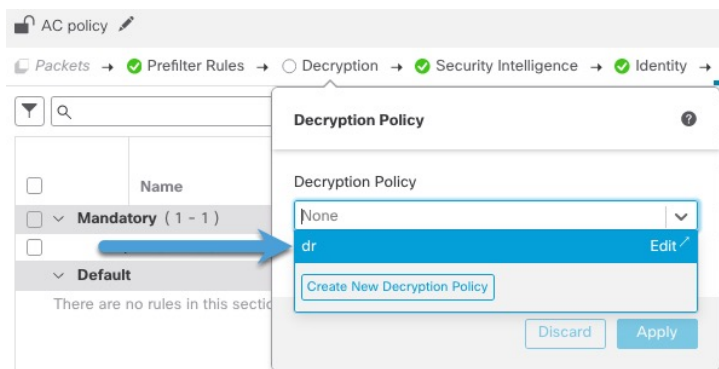 AC policy
Packets → Prefilter Rules → Decryption → Security Intelligence → Identity →
Decryption Policy
Name
Decryption Policy
Mandatory (1 - 1)
None
dr Edit
Default
Create New Decryption Policy
There are no rules in this sectio
Discard Apply